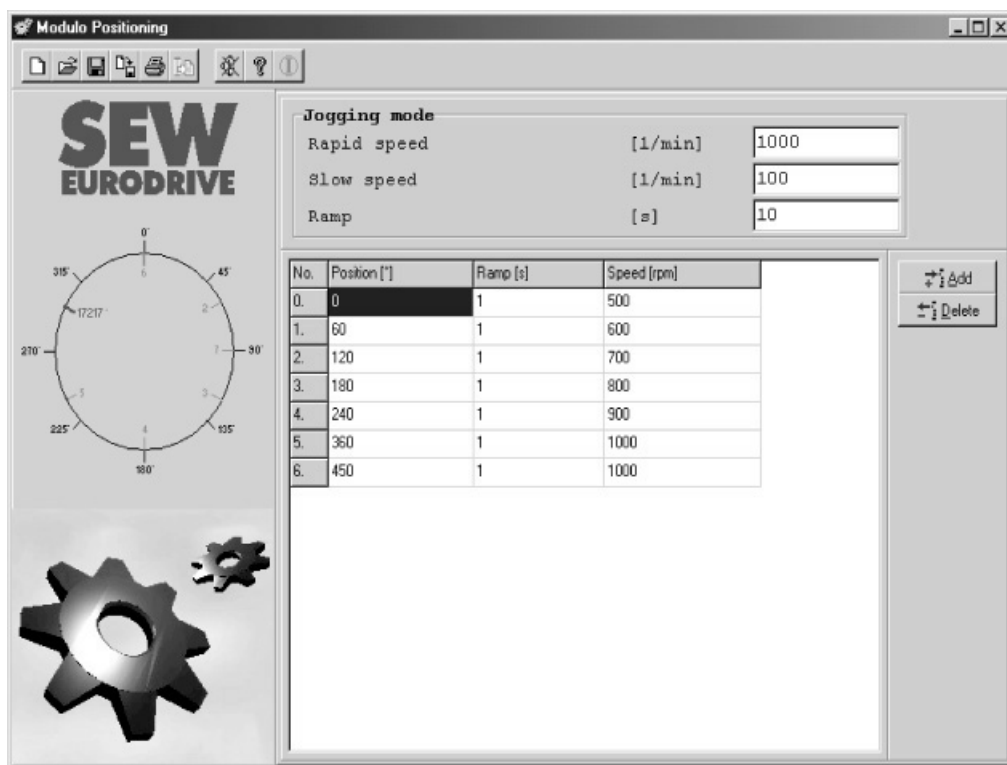 Modulo Positioning
SEW
EURODRIVE
Jogging mode
Rapid speed [1/min] 1000
Slow speed [1/min] 100
Ramp [s] 10
0°
315° 6 45°
17217° 2
270° 7 90°
5 3
225° 4 135°
180°
No. Position [°] Ramp [s] Speed [rpm]
0. 0 1 500
1. 60 1 600
2. 120 1 700
3. 180 1 800
4. 240 1 900
5. 360 1 1000
6. 450 1 1000
Add
Delete